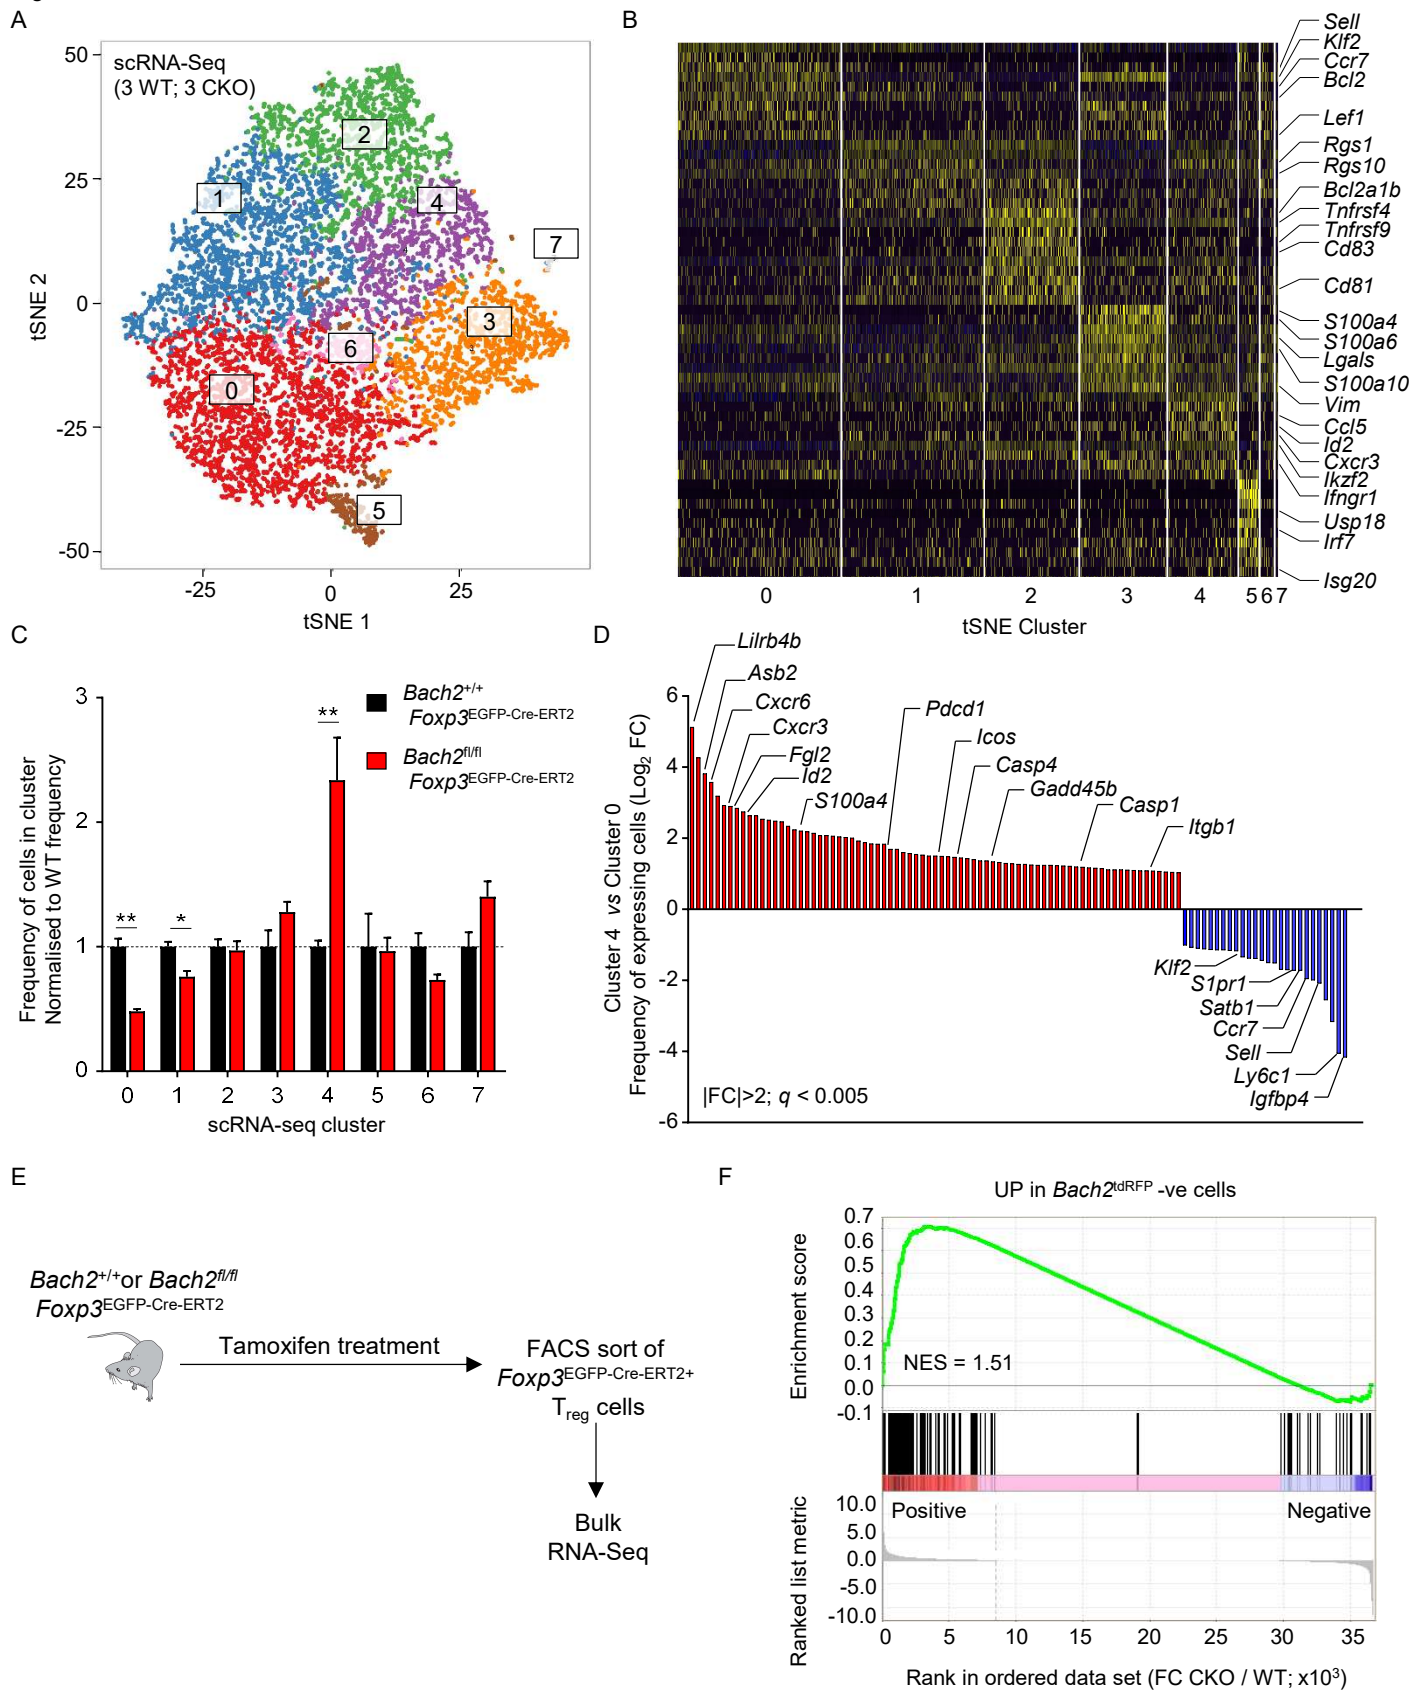 A
scRNA-Seq
(3 WT; 3 CKO)
50
25
0
-25
-50
tSNE 2
-25
0
25
tSNE 1
0
1
2
3
4
5
6
7
B
Sell
Klf2
Ccr7
Bcl2
Lef1
Rgs1
Rgs10
Bcl2a1b
Tnfrsf4
Tnfrsf9
Cd83
Cd81
S100a4
S100a6
Lgals
S100a10
Vim
Ccl5
Id2
Cxcr3
Ikzf2
Ifngr1
Usp18
Irf7
Isg20
0 1 2 3 4 5 6 7
tSNE Cluster
C
Frequency of cells in cluster
Normalised to WT frequency
3
2
1
0
** * **
Bach2+/+
Foxp3EGFP-Cre-ERT2
Bach2fl/fl
Foxp3EGFP-Cre-ERT2
0 1 2 3 4 5 6 7
scRNA-seq cluster
D
Cluster 4 vs Cluster 0
Frequency of expressing cells (Log2 FC)
6
4
2
0
-2
-4
-6
Lilrb4b
Asb2
Cxcr6
Cxcr3
Fgl2
Id2
S100a4
Pdcd1
Icos
Casp4
Gadd45b
Casp1
Itgb1
Klf2
S1pr1
Satb1
Ccr7
Sell
Ly6c1
Igfbp4
|FC|>2; q < 0.005
E
Bach2+/+or Bach2fl/fl
Foxp3EGFP-Cre-ERT2
Tamoxifen treatment
FACS sort of
Foxp3EGFP-Cre-ERT2+
Treg cells
Bulk
RNA-Seq
F
UP in Bach2tdRFP -ve cells
Enrichment score
0.7
0.6
0.5
0.4
0.3
0.2
0.1
0.0
-0.1
NES = 1.51
Positive
Negative
Ranked list metric
10.0
5.0
0.0
-5.0
-10.0
0 5 10 15 20 25 30 35
Rank in ordered data set (FC CKO / WT; x103)